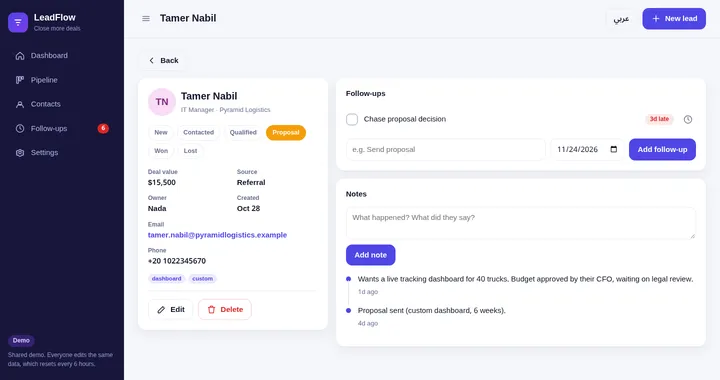 LeadFlow
Close more deals
Dashboard
Pipeline
Contacts
Follow-ups 6
Settings
Demo
Shared demo. Everyone edits the same
data, which resets every 6 hours.
Tamer Nabil
عربي
New lead
Back
TN
Tamer Nabil
IT Manager · Pyramid Logistics
New Contacted Qualified Proposal
Won Lost
Deal value Source
$15,500 Referral
Owner Created
Nada Oct 28
Email
tamer.nabil@pyramidlogistics.example
Phone
+20 1022345670
dashboard custom
Edit Delete
Follow-ups
Chase proposal decision 3d late
e.g. Send proposal 11/24/2026 Add follow-up
Notes
What happened? What did they say?
Add note
Wants a live tracking dashboard for 40 trucks. Budget approved by their CFO, waiting on legal review.
1d ago
Proposal sent (custom dashboard, 6 weeks).
4d ago